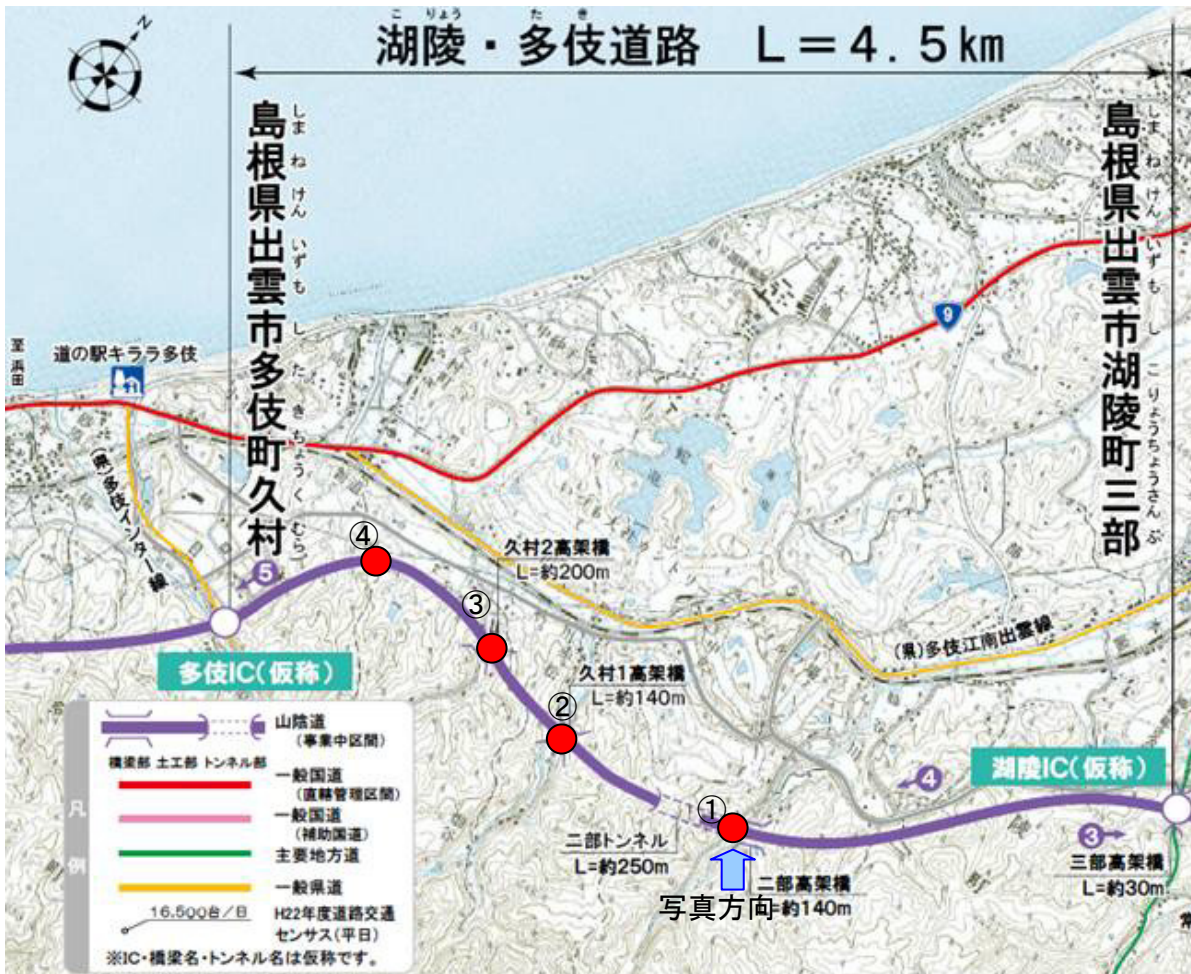 湖陵・多伎道路 L=4.5km
こりょう たき
N
島根県出雲市多伎町久村
しまねけんいずもしたきちょうくむら
島根県出雲市湖陵町三部
しまねけんいずもしこりょうちょうさんぶ
至 浜田
道の駅キララ多伎
9
(県)多伎インター線
④
⑤
久村2高架橋
L=約200m
③
(県)多伎江南出雲線
多伎IC(仮称)
久村1高架橋
L=約140m
②
湖陵IC(仮称)
④
①
③
二部トンネル
L=約250m
三部高架橋
L=約30m
二部高架橋
L=約140m
写真方向
凡例
山陰道
(事業中区間)
橋梁部 土工部 トンネル部
一般国道
(直轄管理区間)
一般国道
(補助国道)
主要地方道
一般県道
16,500台/日 H22年度道路交通
センサス(平日)
※IC・橋梁名・トンネル名は仮称です。